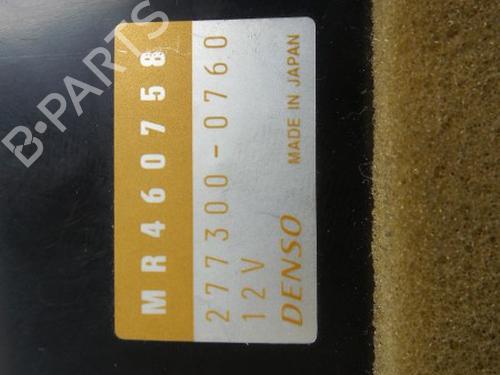 MR460758
277300-0760
12V
DENSO MADE IN JAPAN
B-PARTS